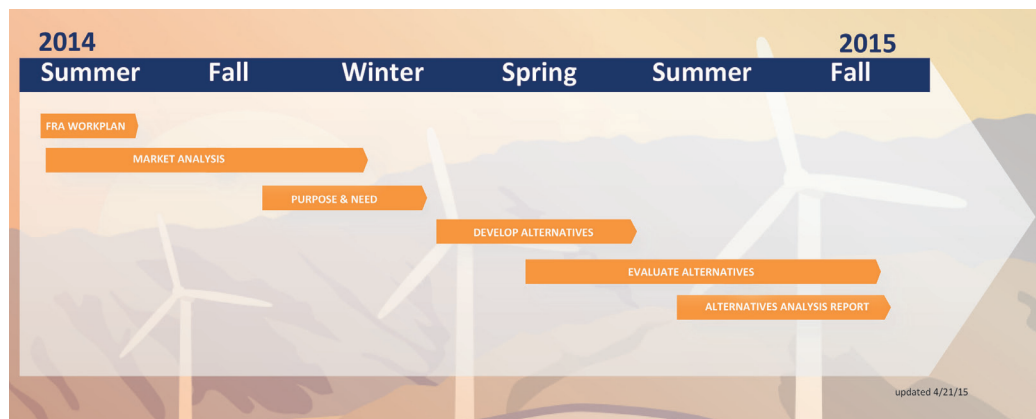 2014 2015
Summer Fall Winter Spring Summer Fall
FRA WORKPLAN
MARKET ANALYSIS
PURPOSE & NEED
DEVELOP ALTERNATIVES
EVALUATE ALTERNATIVES
ALTERNATIVES ANALYSIS REPORT
updated 4/21/15